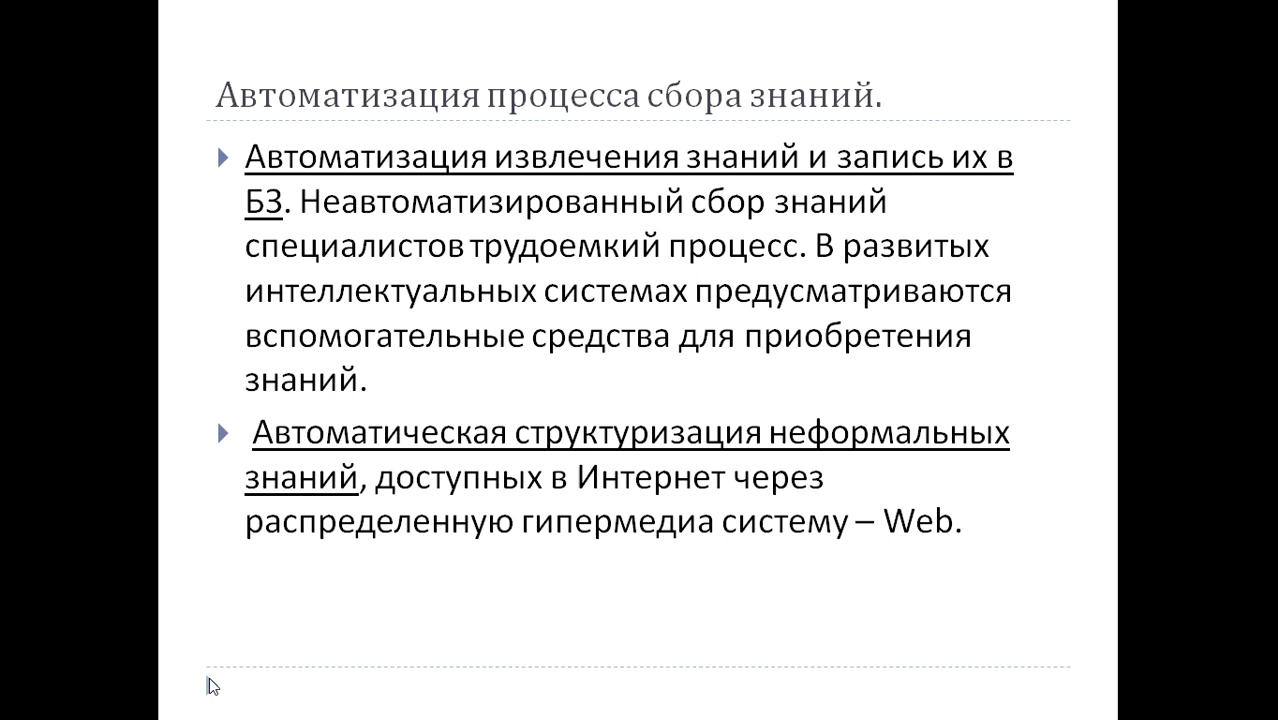 Автоматизация процесса сбора знаний.
Автоматизация извлечения знаний и запись их в
БЗ. Неавтоматизированный сбор знаний
специалистов трудоемкий процесс. В развитых
интеллектуальных системах предусматриваются
вспомогательные средства для приобретения
знаний.
Автоматическая структуризация неформальных
знаний, доступных в Интернет через
распределенную гипермедиа систему – Web.